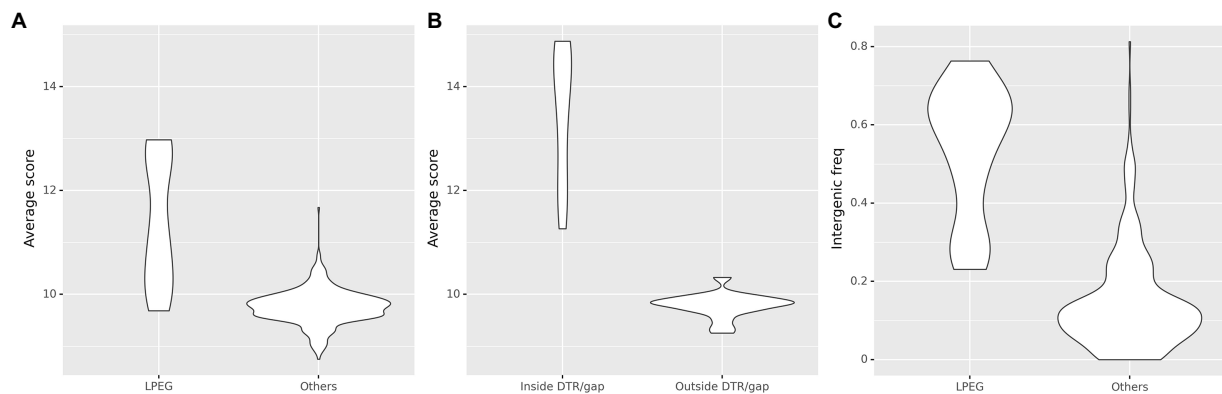 A
Average score
14
12
10
LPEG
Others
B
Average score
14
12
10
Inside DTR/gap
Outside DTR/gap
C
Intergenic freq
0.8
0.6
0.4
0.2
0
LPEG
Others